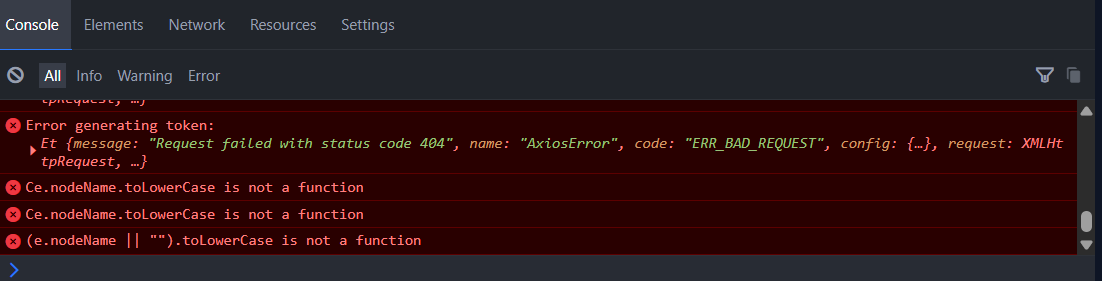 Console Elements Network Resources Settings
All Info Warning Error
tpRequest, …}
Error generating token:
Et {message: "Request failed with status code 404", name: "AxiosError", code: "ERR_BAD_REQUEST", config: {…}, request: XMLHt
tpRequest, …}
Ce.nodeName.toLowerCase is not a function
Ce.nodeName.toLowerCase is not a function
(e.nodeName || "").toLowerCase is not a function